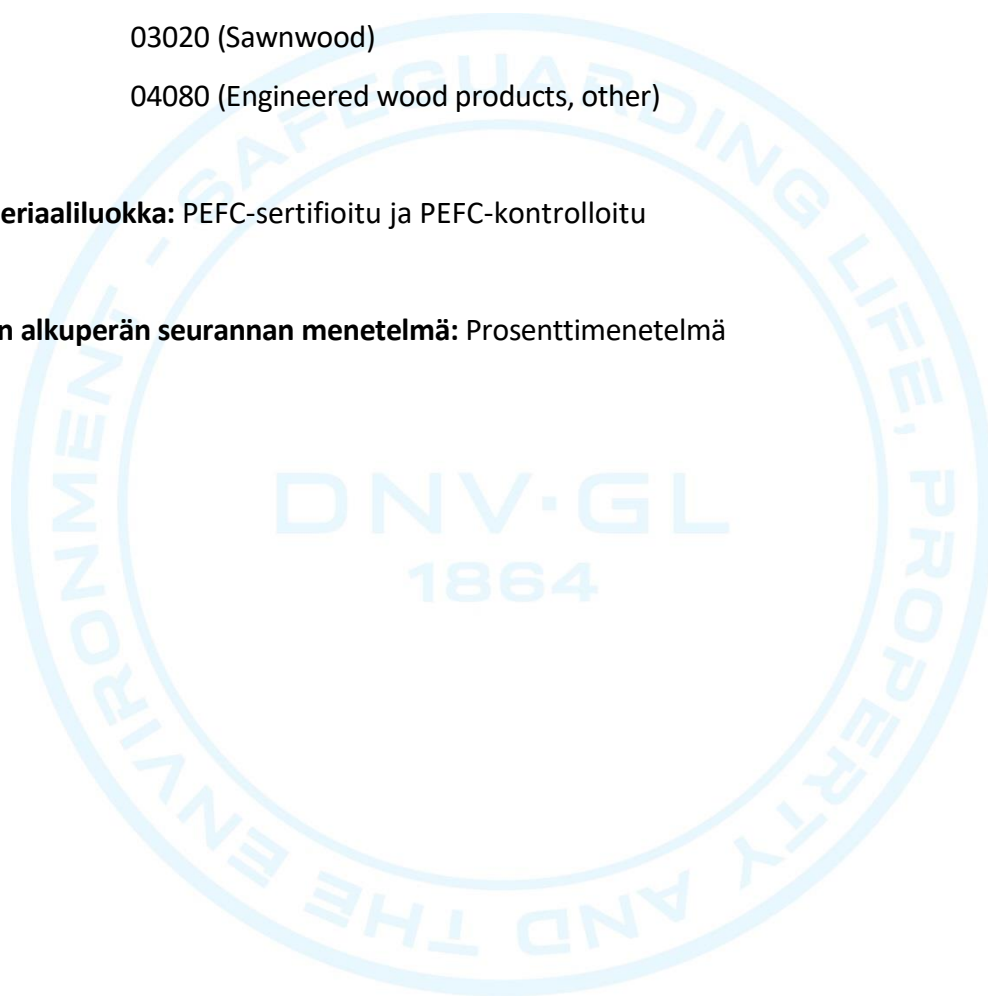 03020 (Sawnwood)
04080 (Engineered wood products, other)
eriaaliluokka: PEFC-sertifioitu ja PEFC-kontrolloitu
n alkuperän seurannan menetelmä: Prosenttimenetelmä
SAFEGUARDING LIFE, PROPERTY AND THE ENVIRONMENT -
DNV·GL
1864